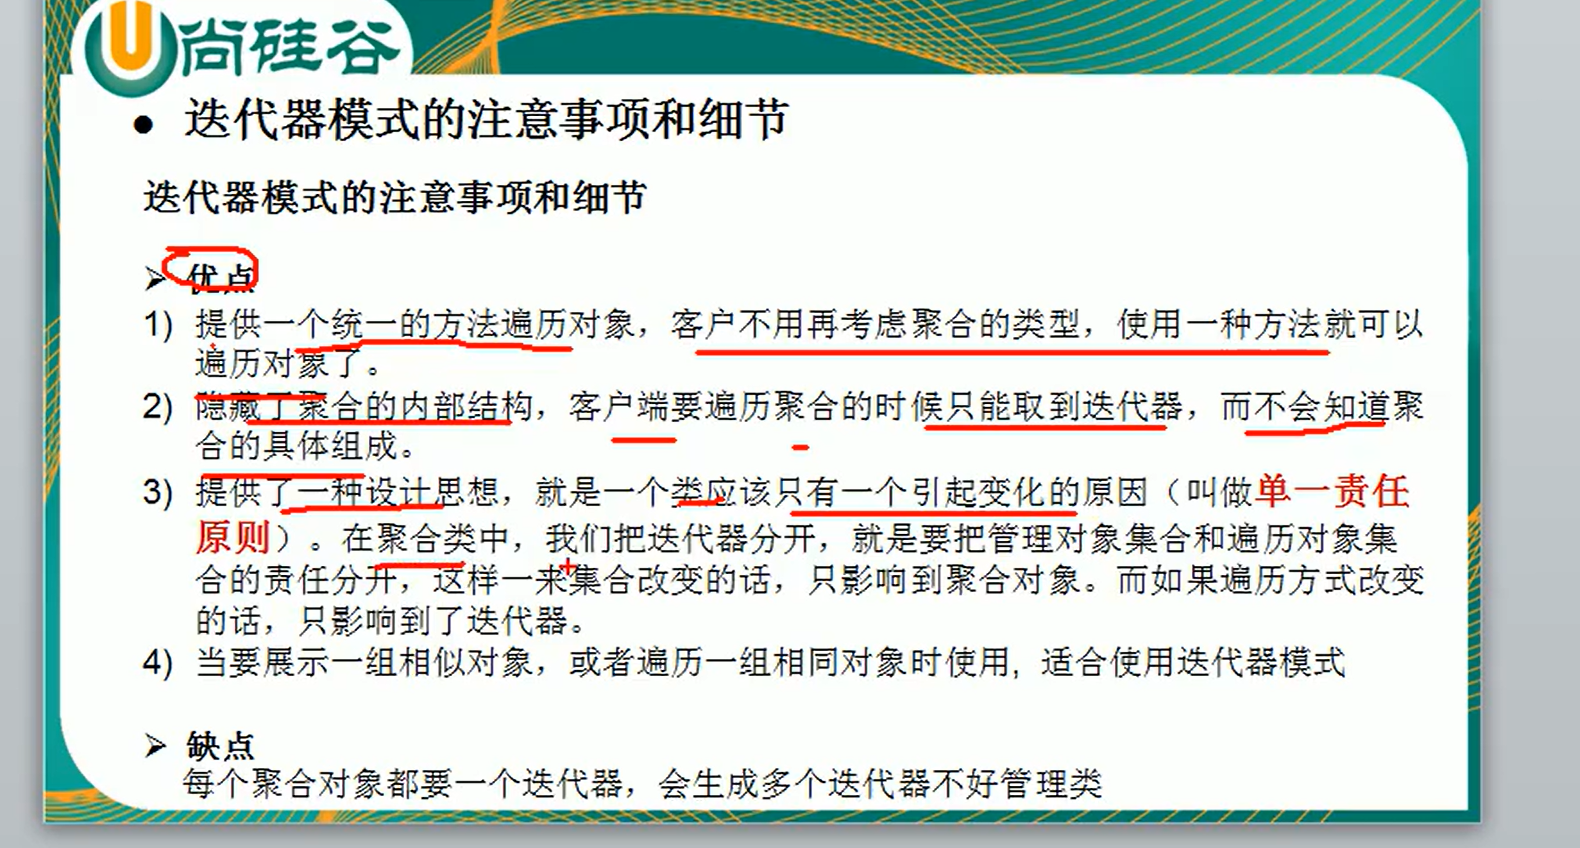 尚硅谷
● 迭代器模式的注意事项和细节
迭代器模式的注意事项和细节
➢ 优点
1) 提供一个统一的方法遍历对象，客户不用再考虑聚合的类型，使用一种方法就可以
遍历对象了。
2) 隐藏了聚合的内部结构，客户端要遍历聚合的时候只能取到迭代器，而不会知道聚
合的具体组成。
3) 提供了一种设计思想，就是一个类应该只有一个引起变化的原因（叫做单一责任
原则）。在聚合类中，我们把迭代器分开，就是要把管理对象集合和遍历对象集
合的责任分开，这样一来集合改变的话，只影响到聚合对象。而如果遍历方式改变
的话，只影响到了迭代器。
4) 当要展示一组相似对象，或者遍历一组相同对象时使用, 适合使用迭代器模式
➢ 缺点
每个聚合对象都要一个迭代器，会生成多个迭代器不好管理类